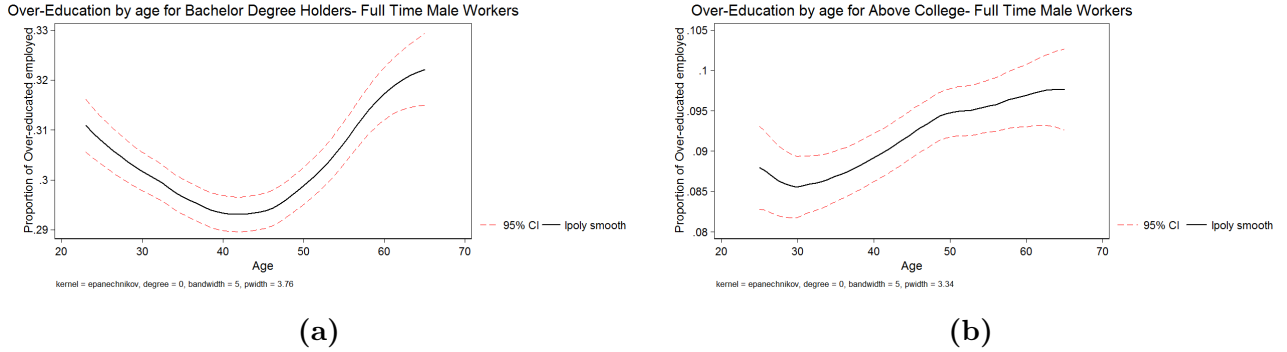 Over-Education by age for Bachelor Degree Holders- Full Time Male Workers
Proportion of Over-educated employed
.33
.32
.31
.3
.29
20 30 40 50 60 70
Age
95% CI lpoly smooth
kernel = epanechnikov, degree = 0, bandwidth = 5, pwidth = 3.76
(a)
Over-Education by age for Above College- Full Time Male Workers
Proportion of Over-educated employed
.105
.1
.095
.09
.085
.08
20 30 40 50 60 70
Age
95% CI lpoly smooth
kernel = epanechnikov, degree = 0, bandwidth = 5, pwidth = 3.34
(b)